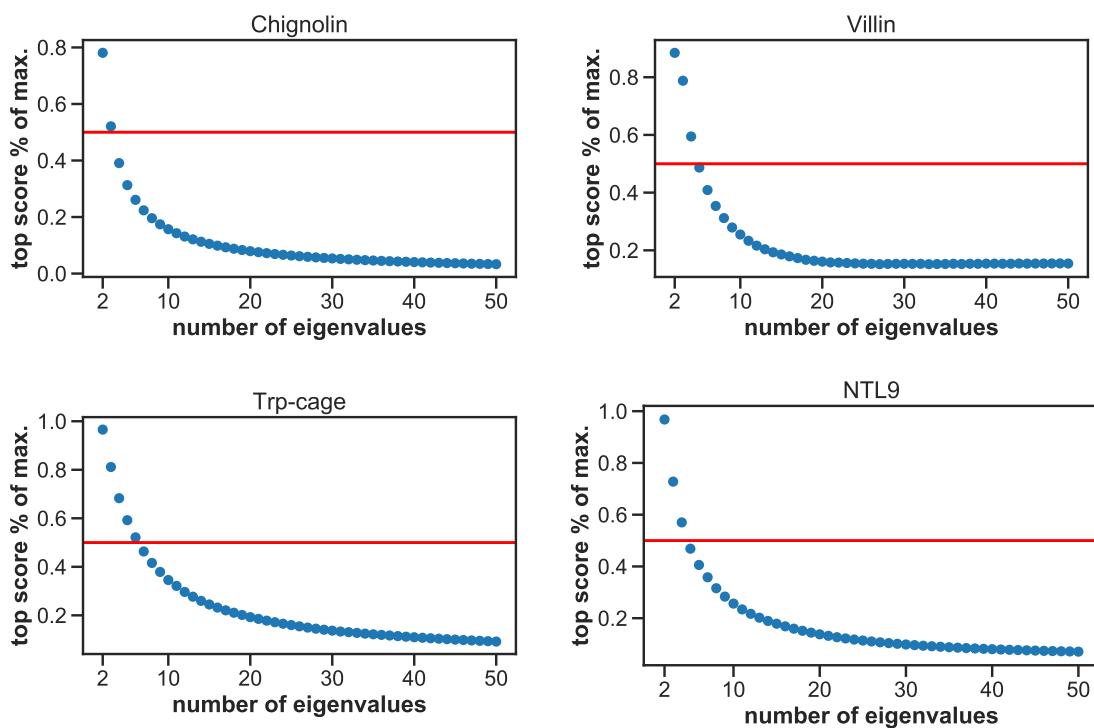 Chignolin
top score % of max.
0.8
0.6
0.4
0.2
0.0
2 10 20 30 40 50
number of eigenvalues
Villin
top score % of max.
0.8
0.6
0.4
0.2
2 10 20 30 40 50
number of eigenvalues
Trp-cage
top score % of max.
1.0
0.8
0.6
0.4
0.2
2 10 20 30 40 50
number of eigenvalues
NTL9
top score % of max.
1.0
0.8
0.6
0.4
0.2
2 10 20 30 40 50
number of eigenvalues